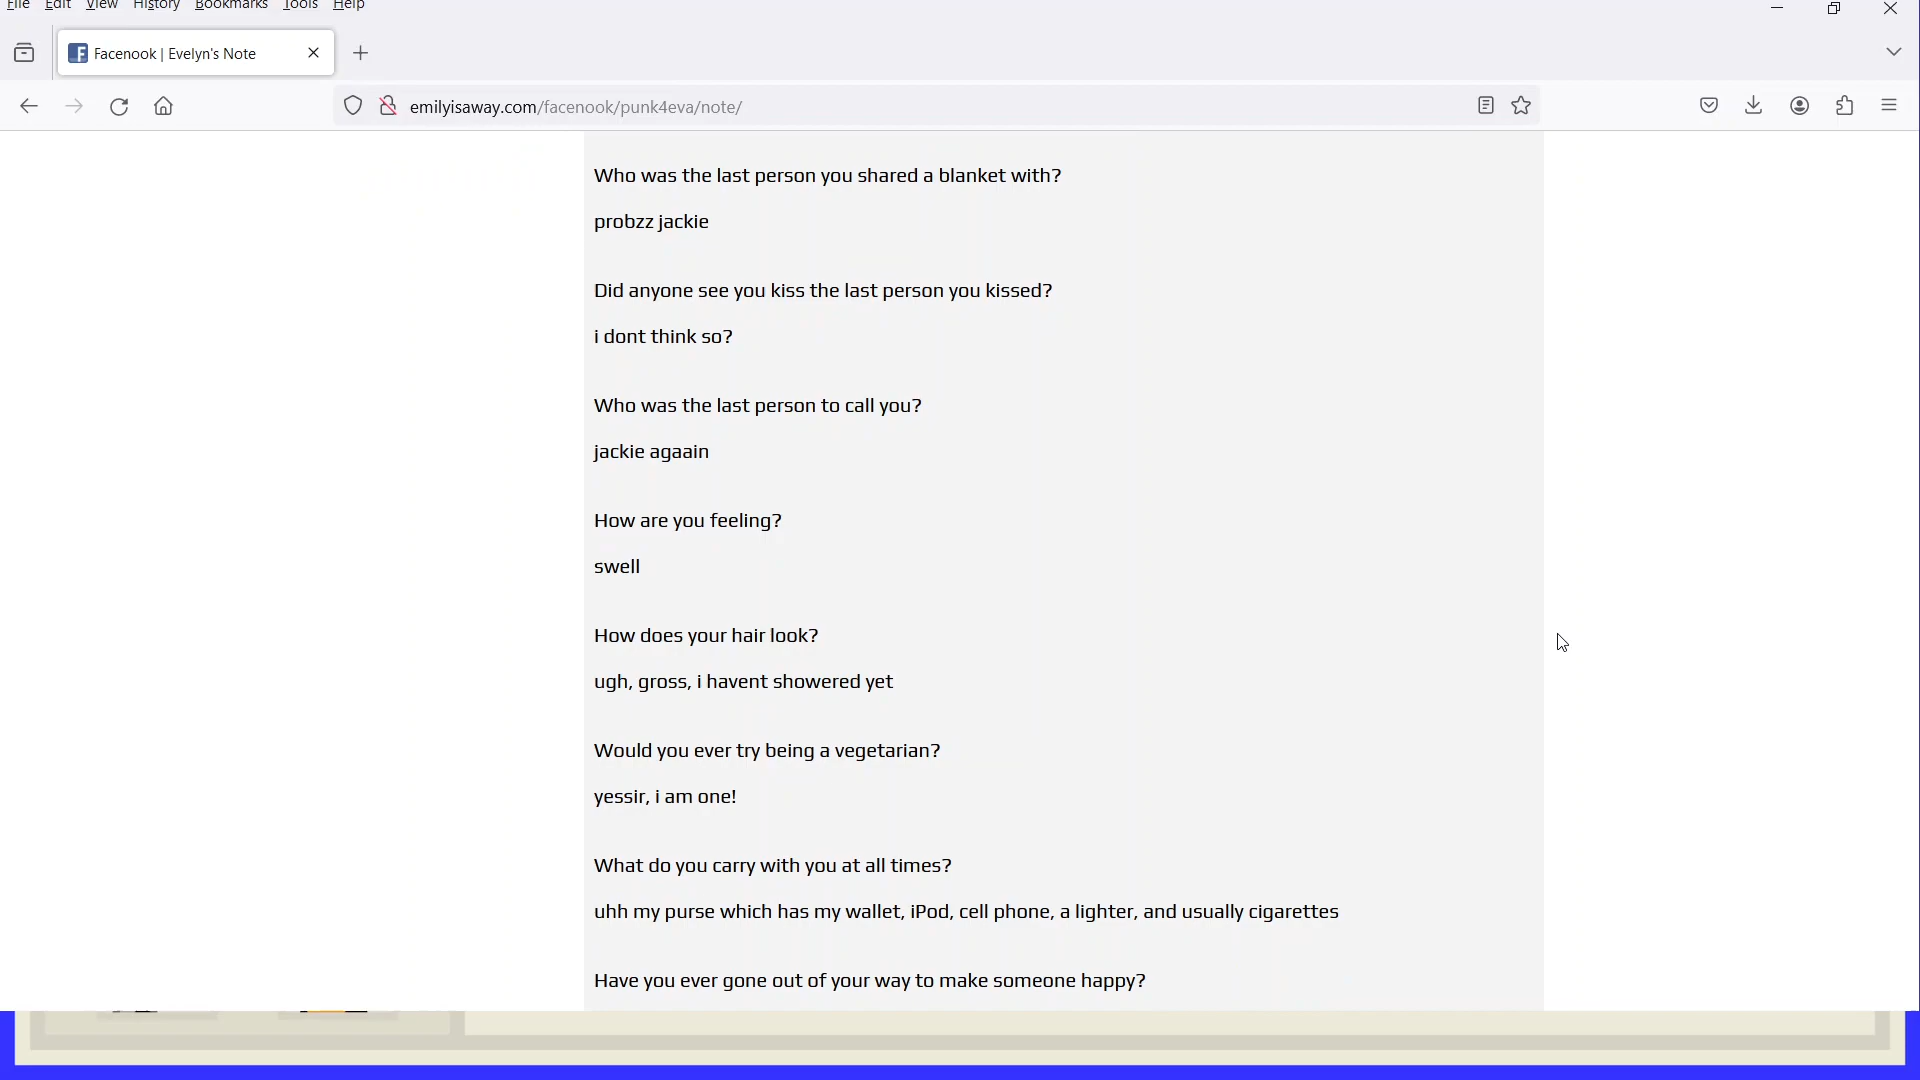 File Edit View History Bookmarks Tools Help
Facenook | Evelyn's Note
emilyisaway.com/facenook/punk4eva/note/
Who was the last person you shared a blanket with?
probzz jackie
Did anyone see you kiss the last person you kissed?
i dont think so?
Who was the last person to call you?
jackie agaain
How are you feeling?
swell
How does your hair look?
ugh, gross, i havent showered yet
Would you ever try being a vegetarian?
yessir, i am one!
What do you carry with you at all times?
uhh my purse which has my wallet, iPod, cell phone, a lighter, and usually cigarettes
Have you ever gone out of your way to make someone happy?